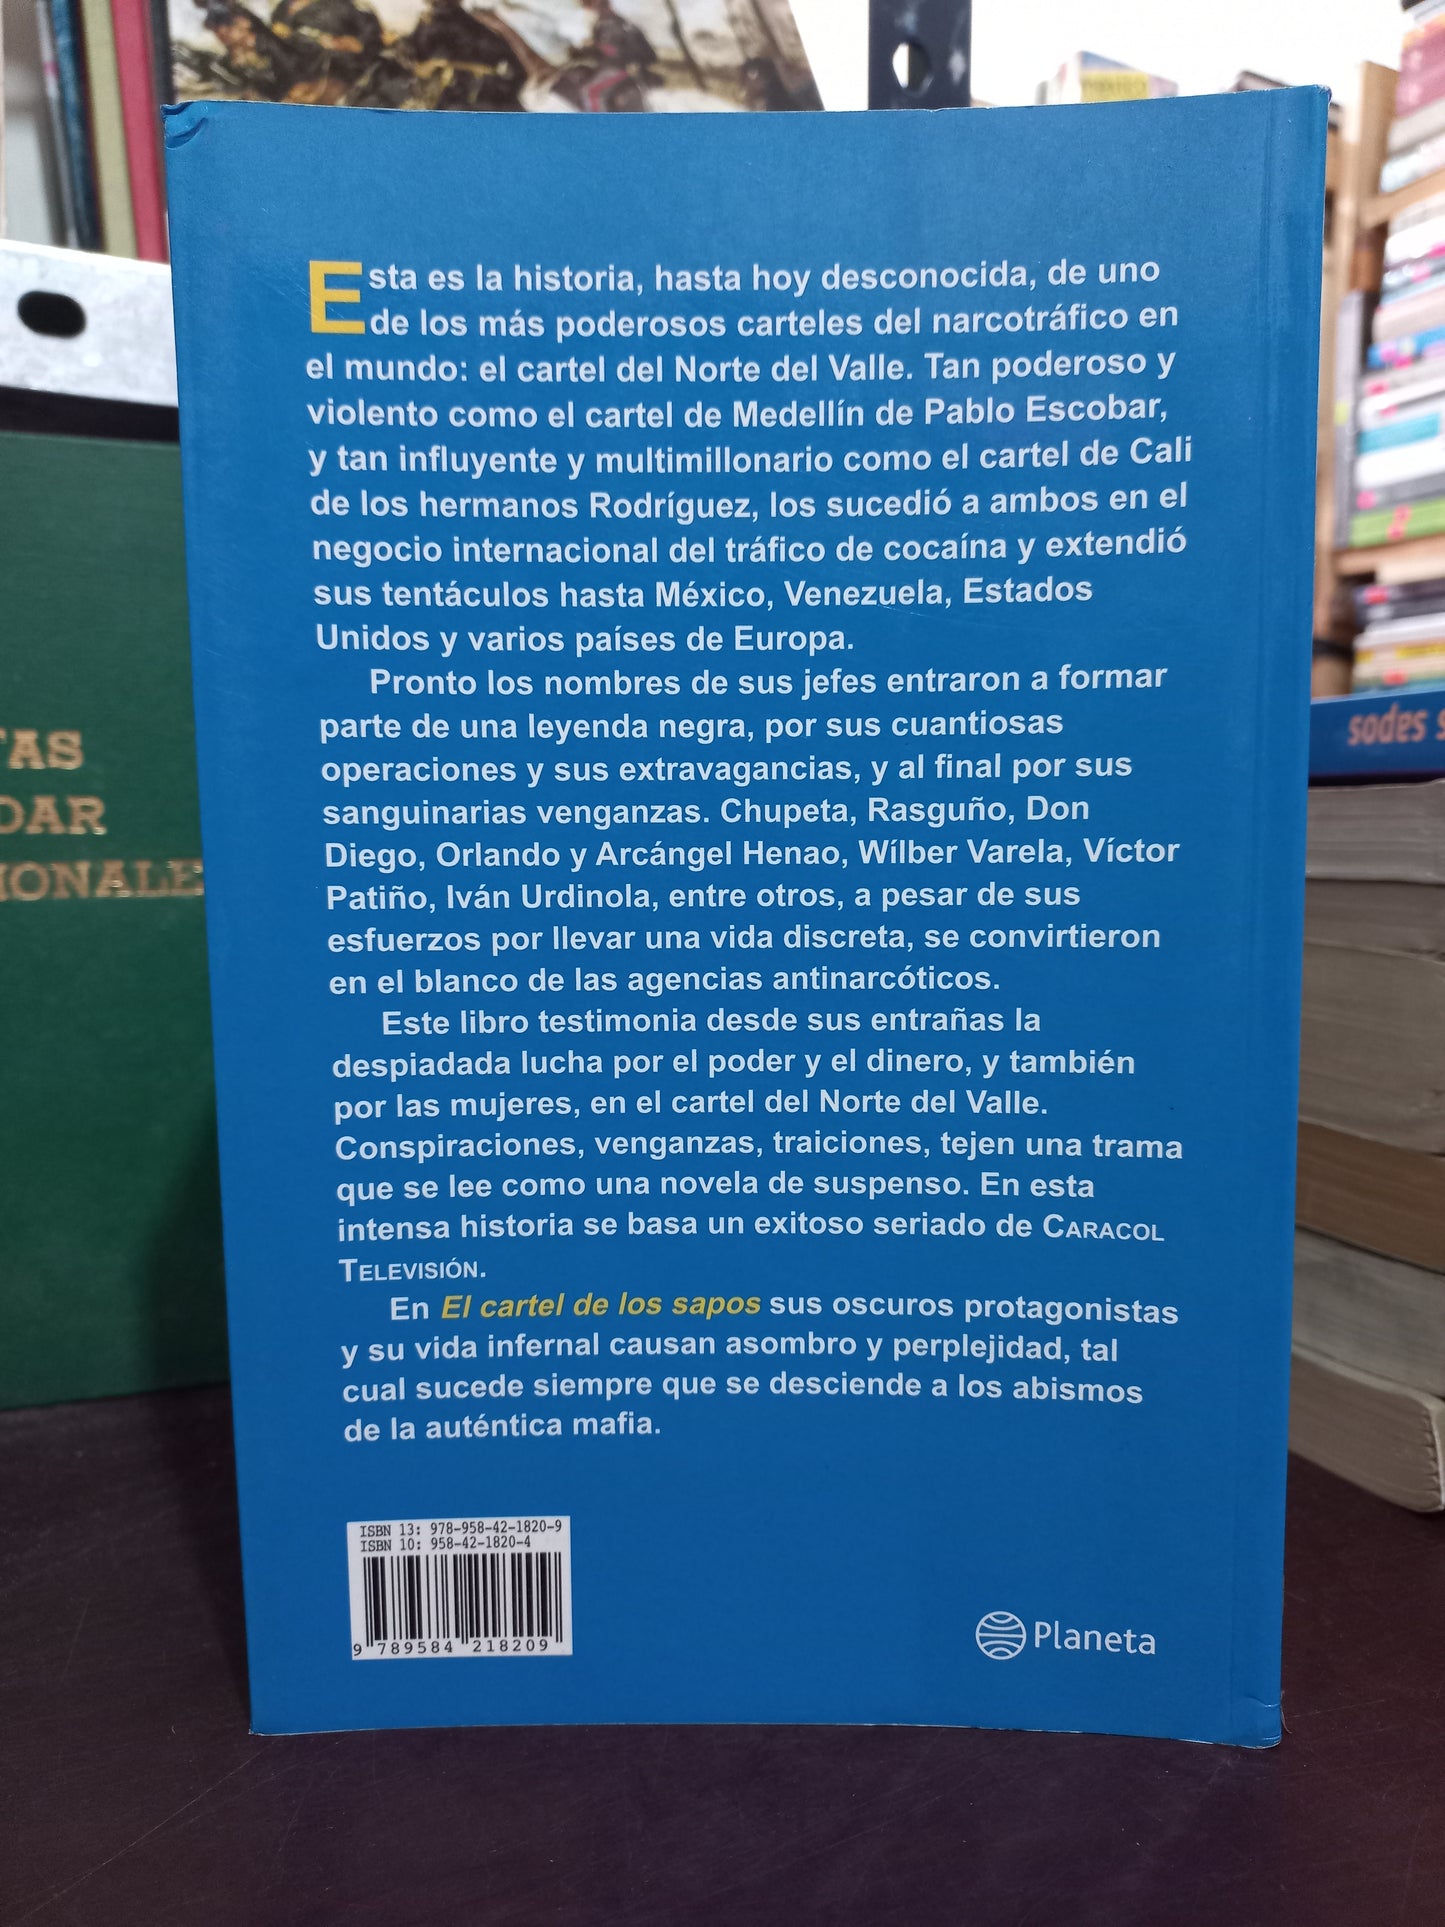 Esta es la historia, hasta hoy desconocida, de uno
de los más poderosos carteles del narcotráfico en
el mundo: el cartel del Norte del Valle. Tan poderoso y
violento como el cartel de Medellín de Pablo Escobar,
y tan influyente y multimillonario como el cartel de Cali
de los hermanos Rodríguez, los sucedió a ambos en el
negocio internacional del tráfico de cocaína y extendió
sus tentáculos hasta México, Venezuela, Estados
Unidos y varios países de Europa.
Pronto los nombres de sus jefes entraron a formar
parte de una leyenda negra, por sus cuantiosas
operaciones y sus extravagancias, y al final por sus
sanguinarias venganzas. Chupeta, Rasguño, Don
Diego, Orlando y Arcángel Henao, Wílber Varela, Víctor
Patiño, Iván Urdinola, entre otros, a pesar de sus
esfuerzos por llevar una vida discreta, se convirtieron
en el blanco de las agencias antinarcóticos.
Este libro testimonia desde sus entrañas la
despiadada lucha por el poder y el dinero, y también
por las mujeres, en el cartel del Norte del Valle.
Conspiraciones, venganzas, traiciones, tejen una trama
que se lee como una novela de suspenso. En esta
intensa historia se basa un exitoso seriado de CARACOL
TELEVISIÓN.
En El cartel de los sapos sus oscuros protagonistas
y su vida infernal causan asombro y perplejidad, tal
cual sucede siempre que se desciende a los abismos
de la auténtica mafia.
ISBN 13: 978-958-42-1820-9
ISBN 10: 958-42-1820-4
9 789584 218209
Planeta
TAS
DAR
IONALE
sodes s
2